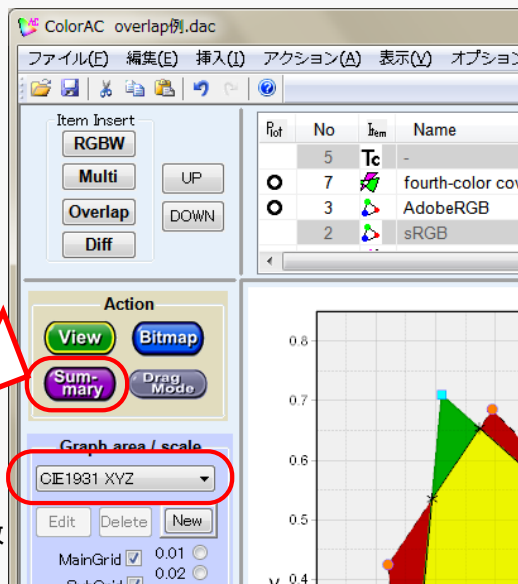 ColorAC overlap例.dac
ファイル(F) 編集(E) 挿入(I) アクション(A) 表示(V) オプション
Item Insert
RGBW
Multi
Overlap
Diff
UP
DOWN
Plot No Item Name
5 Tc -
7 fourth-color cov
3 AdobeRGB
2 sRGB
Action
View Bitmap
Sum-
mary
Drag
Mode
Graph area / scale
CIE1931 XYZ
Edit Delete New
MainGrid 0.01
0.02
0.8
0.7
0.6
0.5
0.4